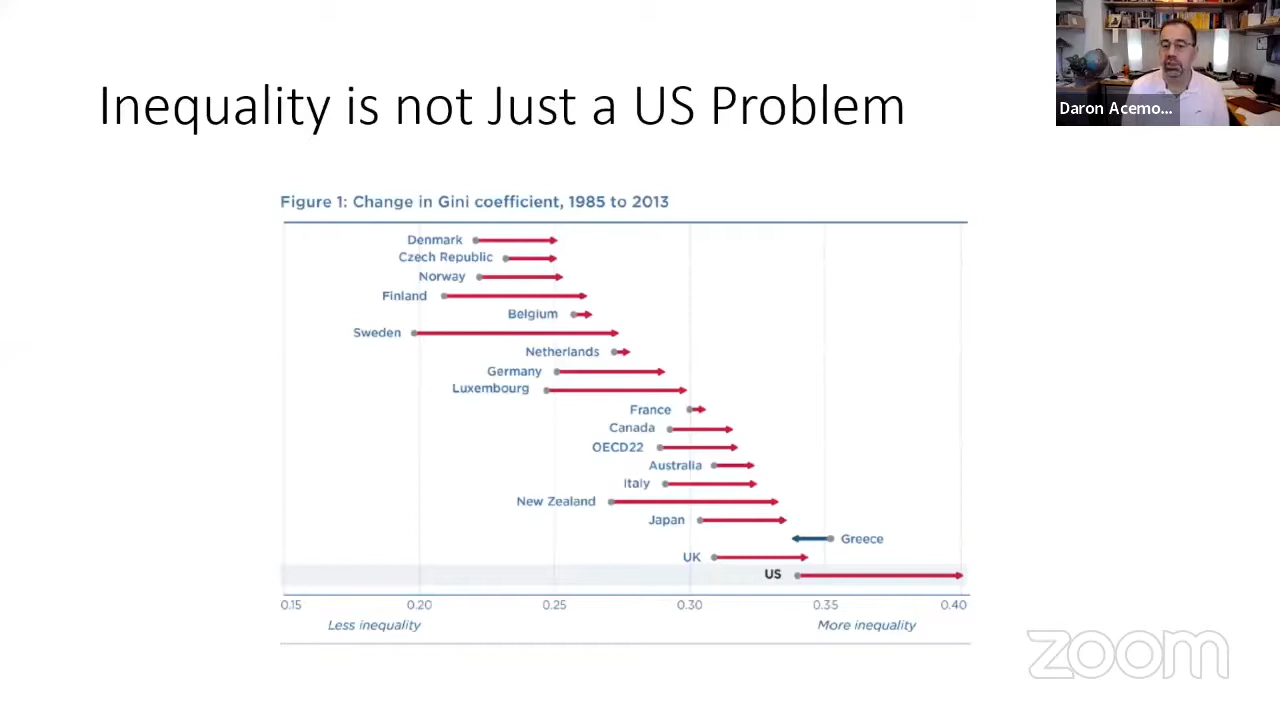 Inequality is not Just a US Problem
Daron Acemo...
Figure 1: Change in Gini coefficient, 1985 to 2013
Denmark
Czech Republic
Norway
Finland
Belgium
Sweden
Netherlands
Germany
Luxembourg
France
Canada
OECD22
Australia
Italy
New Zealand
Japan
Greece
UK
US
0.15 0.20 0.25 0.30 0.35 0.40
Less inequality More inequality
zoom